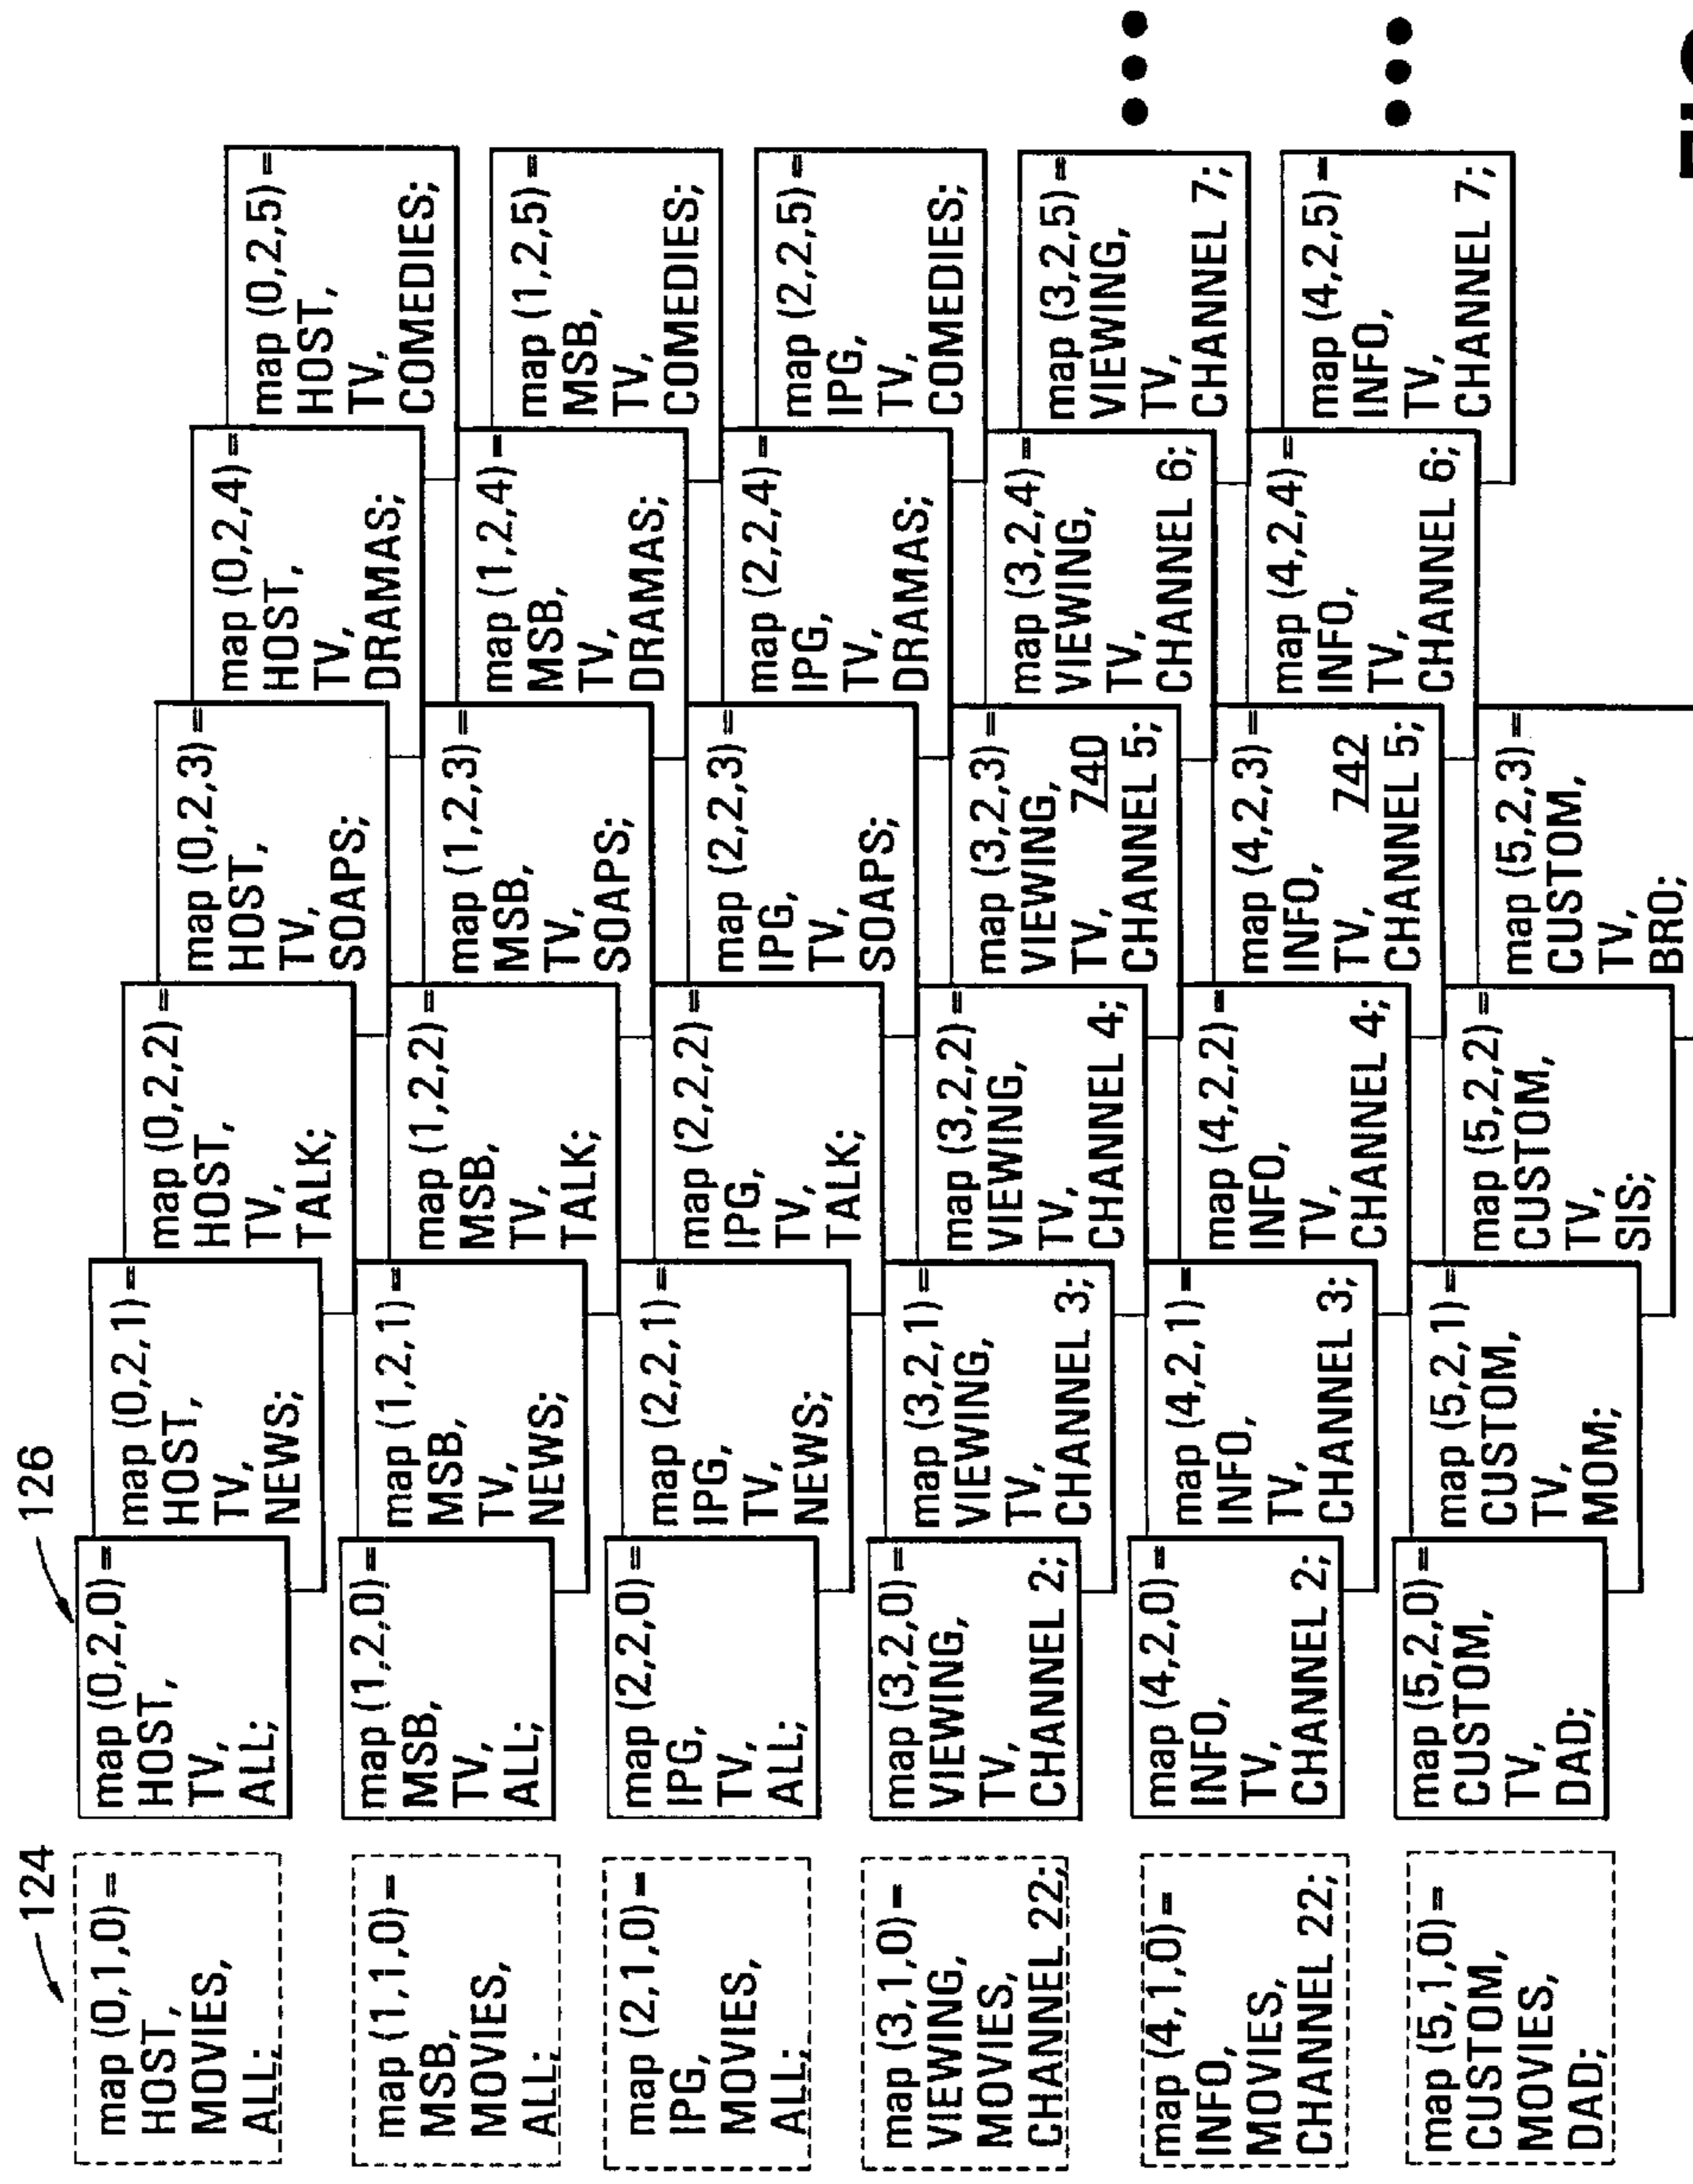 124
126
map (0,1,0)=
HOST,
MOVIES,
ALL;
map (0,2,0)=
HOST,
TV,
ALL;
map (0,2,1)=
HOST,
TV,
NEWS;
map (0,2,2)=
HOST,
TV,
TALK;
map (0,2,3)=
HOST,
TV,
SOAPS;
map (0,2,4)=
HOST,
TV,
DRAMAS;
map (0,2,5)=
HOST,
TV,
COMEDIES;
map (1,1,0)=
MSB,
MOVIES,
ALL;
map (1,2,0)=
MSB,
TV,
ALL;
map (1,2,1)=
MSB,
TV,
NEWS;
map (1,2,2)=
MSB,
TV,
TALK;
map (1,2,3)=
MSB,
TV,
SOAPS;
map (1,2,4)=
MSB,
TV,
DRAMAS;
map (1,2,5)=
MSB,
TV,
COMEDIES;
map (2,1,0)=
IPG,
MOVIES,
ALL;
map (2,2,0)=
IPG,
TV,
ALL;
map (2,2,1)=
IPG,
TV,
NEWS;
map (2,2,2)=
IPG,
TV,
TALK;
map (2,2,3)=
IPG,
TV,
SOAPS;
map (2,2,4)=
IPG,
TV,
DRAMAS;
map (2,2,5)=
IPG,
TV,
COMEDIES;
map (3,1,0)=
VIEWING,
MOVIES,
CHANNEL 22;
map (3,2,0)=
VIEWING,
TV,
CHANNEL 2;
map (3,2,1)=
VIEWING,
TV,
CHANNEL 3;
map (3,2,2)=
VIEWING,
TV,
CHANNEL 4;
map (3,2,3)=
VIEWING,
TV, 740
CHANNEL 5;
map (3,2,4)=
VIEWING,
TV,
CHANNEL 6;
map (3,2,5)=
VIEWING,
TV,
CHANNEL 7;
map (4,1,0)=
INFO,
MOVIES,
CHANNEL 22;
map (4,2,0)=
INFO,
TV,
CHANNEL 2;
map (4,2,1)=
INFO,
TV,
CHANNEL 3;
map (4,2,2)=
INFO,
TV,
CHANNEL 4;
map (4,2,3)=
INFO,
TV, 742
CHANNEL 5;
map (4,2,4)=
INFO,
TV,
CHANNEL 6;
map (4,2,5)=
INFO,
TV,
CHANNEL 7;
map (5,1,0)=
CUSTOM,
MOVIES,
DAD;
map (5,2,0)=
CUSTOM,
TV,
DAD;
map (5,2,1)=
CUSTOM,
TV,
MOM;
map (5,2,2)=
CUSTOM,
TV,
SIS;
map (5,2,3)=
CUSTOM,
TV,
BRO;